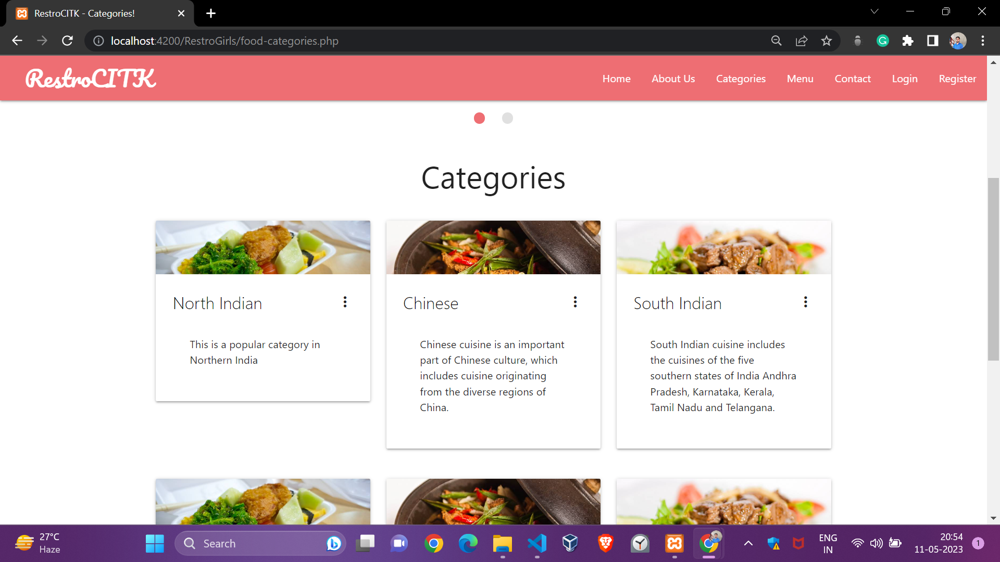 RestroCITK - Categories!
localhost:4200/RestroGirls/food-categories.php
RestroCITK
Home About Us Categories Menu Contact Login Register
Categories
North Indian
This is a popular category in
Northern India
Chinese
Chinese cuisine is an important
part of Chinese culture, which
includes cuisine originating
from the diverse regions of
China.
South Indian
South Indian cuisine includes
the cuisines of the five
southern states of India Andhra
Pradesh, Karnataka, Kerala,
Tamil Nadu and Telangana.
27°C
Haze
Search
ENG
IN
20:54
11-05-2023
1